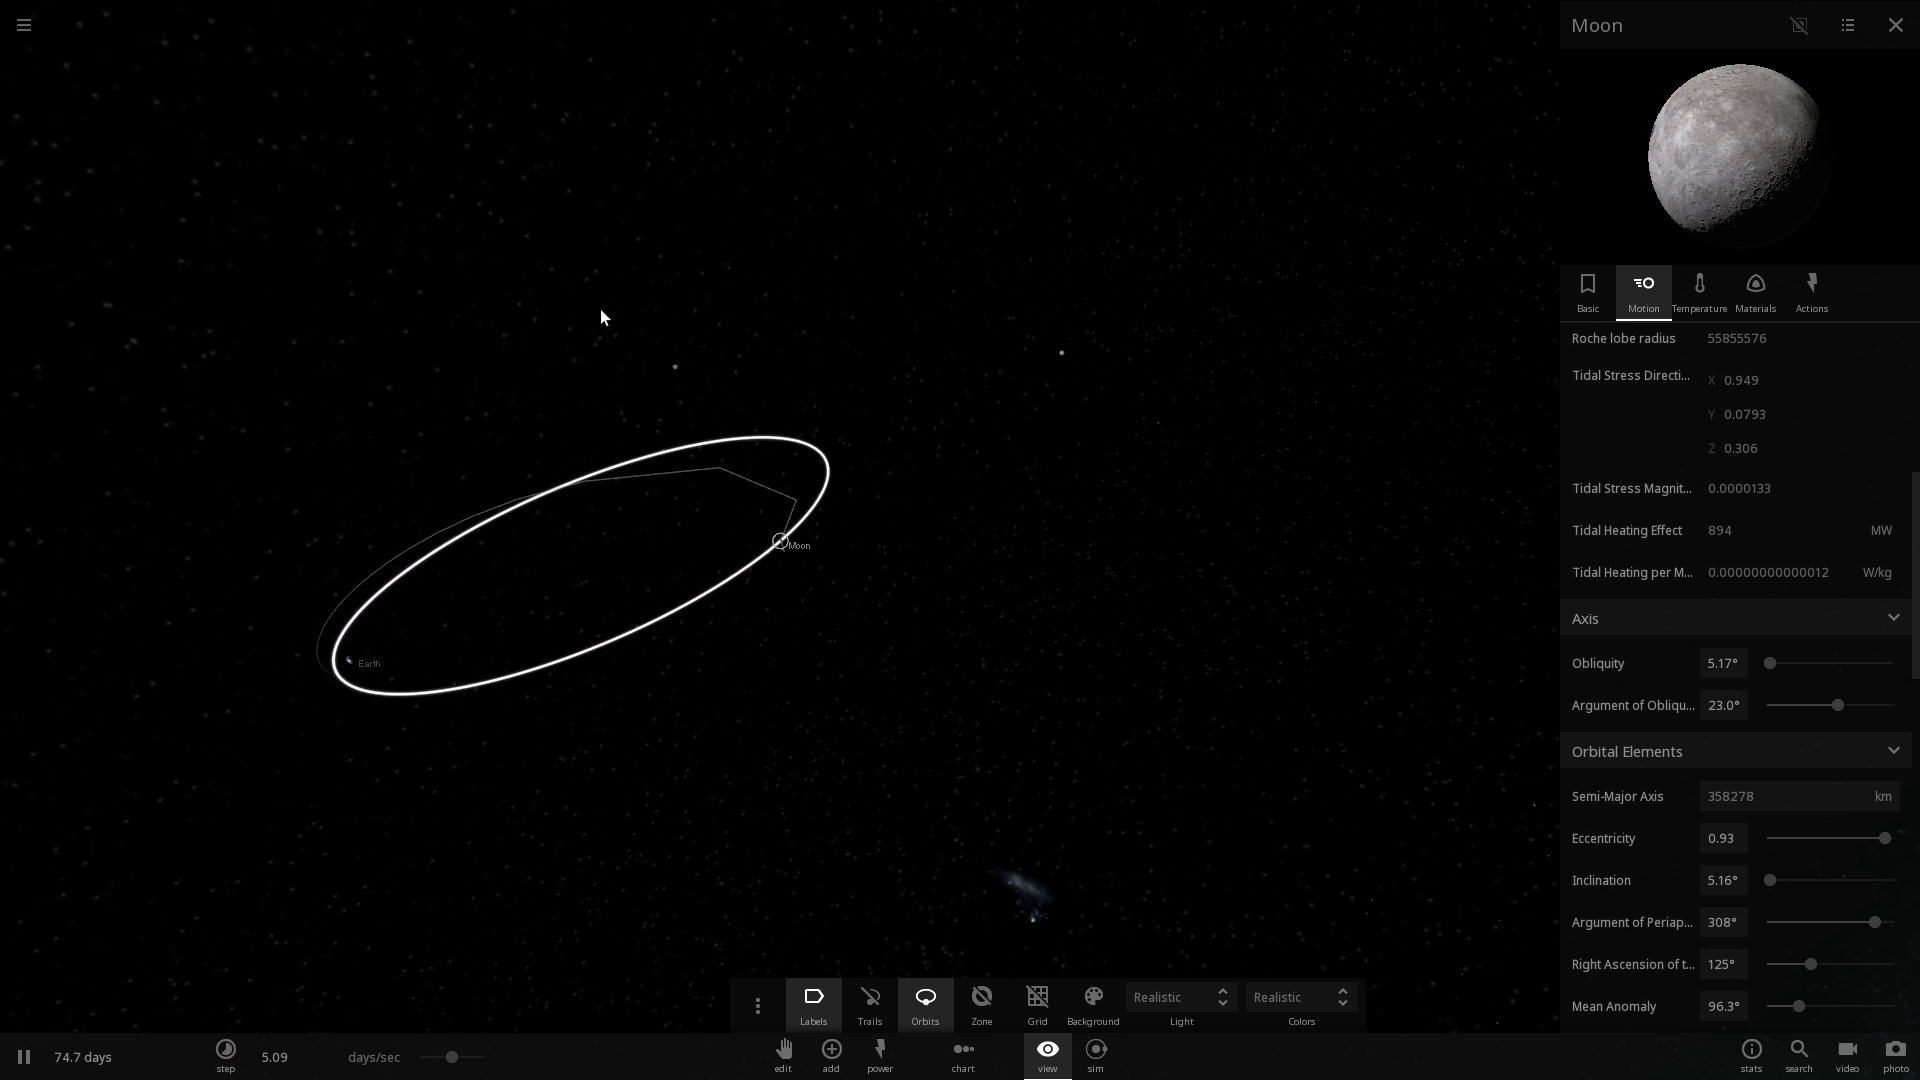 Moon
Basic
Motion
Temperature
Materials
Actions
Roche lobe radius 55855576
Tidal Stress Directi... X 0.949
Y 0.0793
Z 0.306
Tidal Stress Magnit... 0.0000133
Tidal Heating Effect 894 MW
Tidal Heating per M... 0.00000000000012 W/kg
Axis
Obliquity 5.17°
Argument of Obliqu... 23.0°
Orbital Elements
Semi-Major Axis 358278 km
Eccentricity 0.93
Inclination 5.16°
Argument of Periap... 308°
Right Ascension of t... 125°
Mean Anomaly 96.3°
Moon
Earth
Labels
Trails
Orbits
Zone
Grid
Background
Realistic
Light
Realistic
Colors
74.7 days
step
5.09 days/sec
edit
add
power
chart
view
sim
stats
search
video
photo